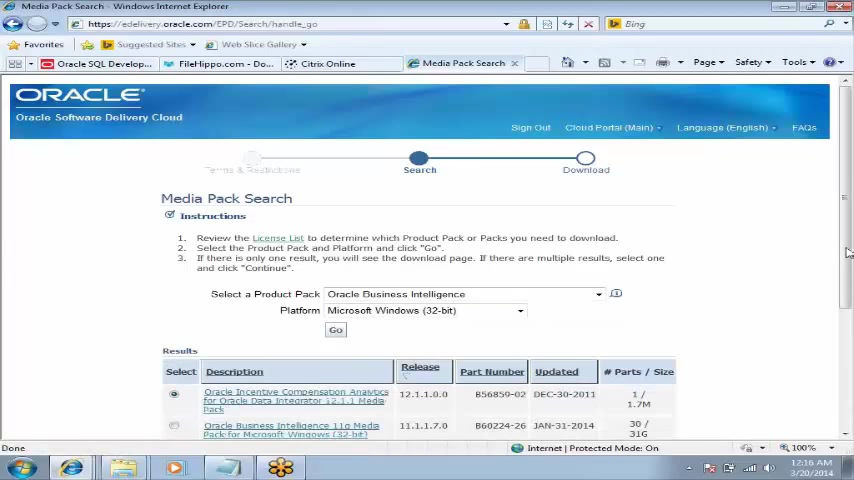 Media Pack Search - Windows Internet Explorer
https://edelivery.oracle.com/EPD/Search/handle_go
Bing
Favorites Suggested Sites Web Slice Gallery
Oracle SQL Develop... FileHippo.com - Do... Citrix Online Media Pack Search Page Safety Tools
ORACLE
Oracle Software Delivery Cloud
Sign Out Cloud Portal (Main) Language (English) FAQs
Terms & Restrictions Search Download
Media Pack Search
Instructions
1. Review the License List to determine which Product Pack or Packs you need to download.
2. Select the Product Pack and Platform and click "Go".
3. If there is only one result, you will see the download page. If there are multiple results, select one
and click "Continue".
Select a Product Pack Oracle Business Intelligence
Platform Microsoft Windows (32-bit)
Go
Results
Select Description Release Part Number Updated # Parts / Size
Oracle Incentive Compensation Analytics
for Oracle Data Integrator 12.1.1 Media
Pack
12.1.1.0.0 B56859-02 DEC-30-2011 1 /
1.7M
Oracle Business Intelligence 11g Media
Pack for Microsoft Windows (32-bit)
11.1.1.7.0 B60224-26 JAN-31-2014 30 /
31G
Done Internet | Protected Mode: On 100%
12:16 AM
3/20/2014